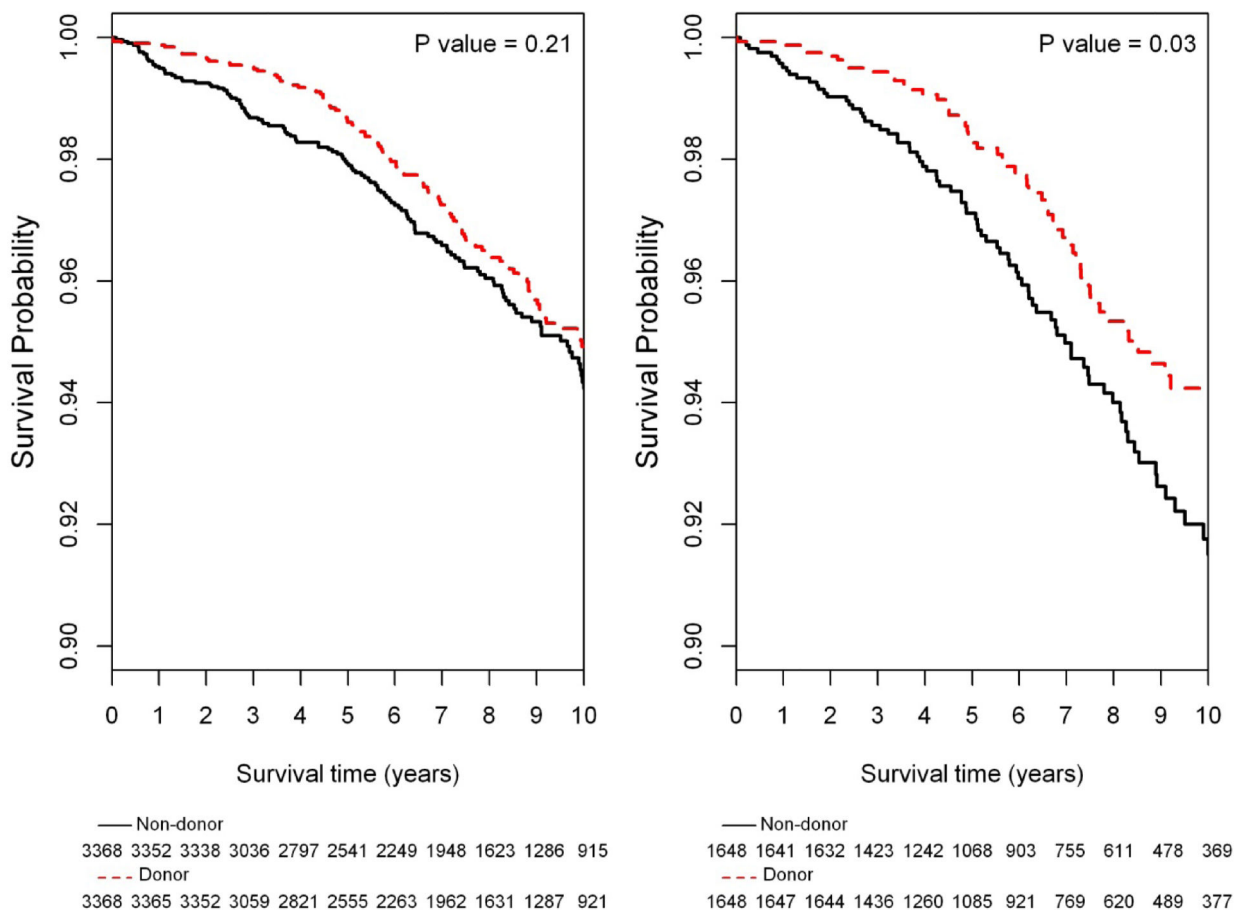 P value = 0.21
1.00
0.98
0.96
0.94
0.92
0.90
Survival Probability
0 1 2 3 4 5 6 7 8 9 10
Survival time (years)
Non-donor
3368 3352 3338 3036 2797 2541 2249 1948 1623 1286 915
Donor
3368 3365 3352 3059 2821 2555 2263 1962 1631 1287 921
P value = 0.03
1.00
0.98
0.96
0.94
0.92
0.90
Survival Probability
0 1 2 3 4 5 6 7 8 9 10
Survival time (years)
Non-donor
1648 1641 1632 1423 1242 1068 903 755 611 478 369
Donor
1648 1647 1644 1436 1260 1085 921 769 620 489 377